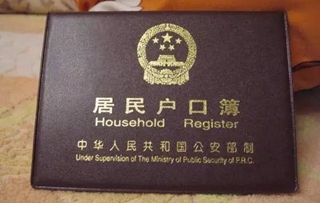 居民户口簿
Household Register
中华人民共和国公安部制
Under Supervision of The Ministry of Public Security of P.R.C.